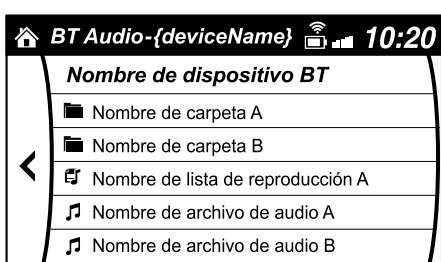 BT Audio-{deviceName} 10:20
Nombre de dispositivo BT
Nombre de carpeta A
Nombre de carpeta B
Nombre de lista de reproducción A
Nombre de archivo de audio A
Nombre de archivo de audio B